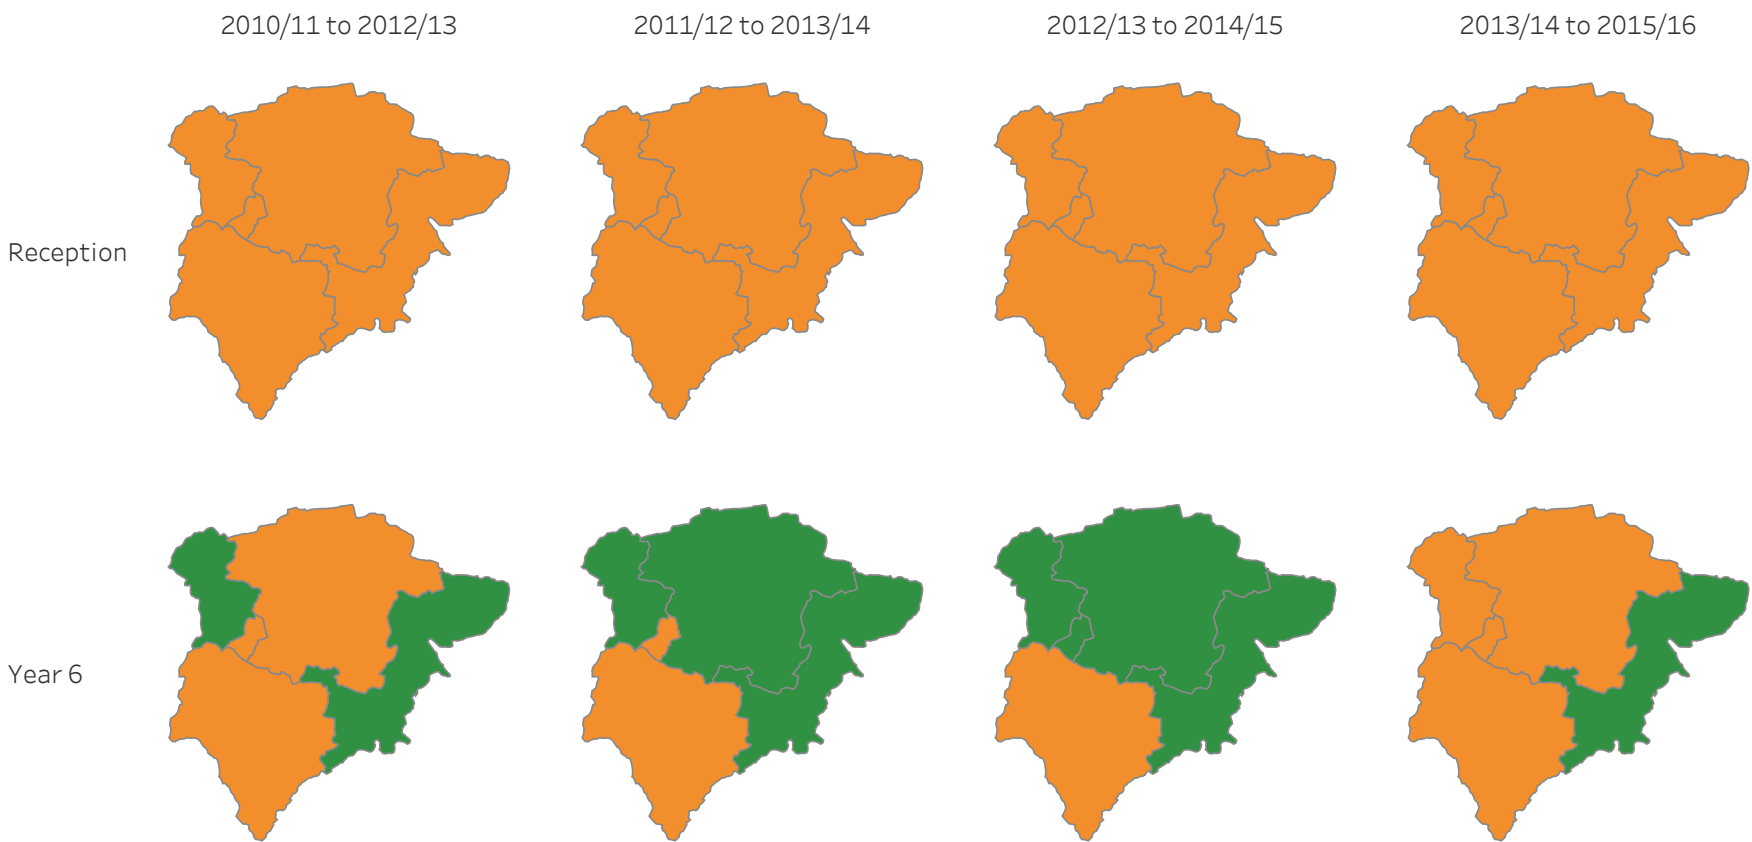 2010/11 to 2012/13
2011/12 to 2013/14
2012/13 to 2014/15
2013/14 to 2015/16
Reception
Year 6